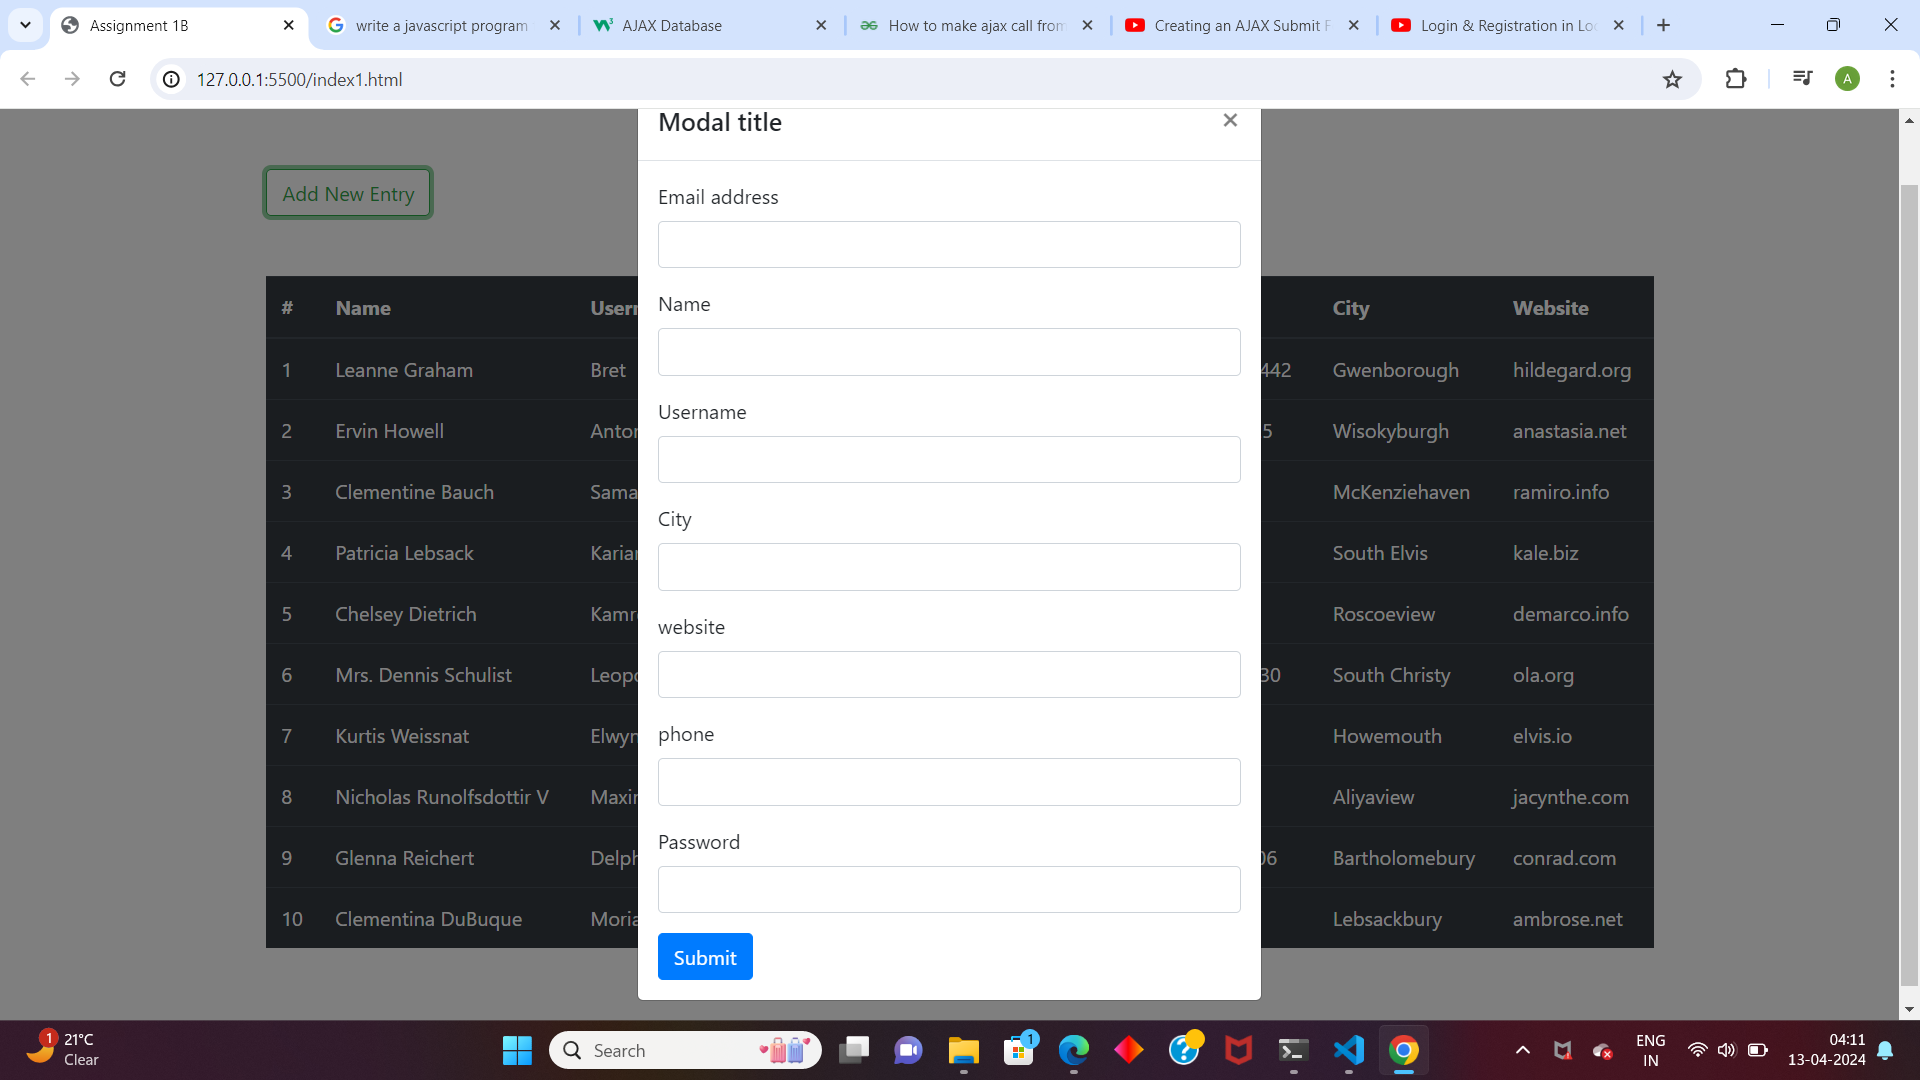 Assignment 1B
write a javascript program
AJAX Database
How to make ajax call from
Creating an AJAX Submit F
Login & Registration in Loc
127.0.0.1:5500/index1.html
A
Modal title
Add New Entry
Email address
Name
Username
City
website
phone
Password
Submit
# Name Usern City Website
1 Leanne Graham Bret 442 Gwenborough hildegard.org
2 Ervin Howell Anton 5 Wisokyburgh anastasia.net
3 Clementine Bauch Sama McKenziehaven ramiro.info
4 Patricia Lebsack Karian South Elvis kale.biz
5 Chelsey Dietrich Kamre Roscoeview demarco.info
6 Mrs. Dennis Schulist Leopo 30 South Christy ola.org
7 Kurtis Weissnat Elwyn Howemouth elvis.io
8 Nicholas Runolfsdottir V Maxim Aliyaview jacynthe.com
9 Glenna Reichert Delph 06 Bartholomebury conrad.com
10 Clementina DuBuque Moria Lebsackbury ambrose.net
1
21°C
Clear
Search
1
ENG
IN
04:11
13-04-2024